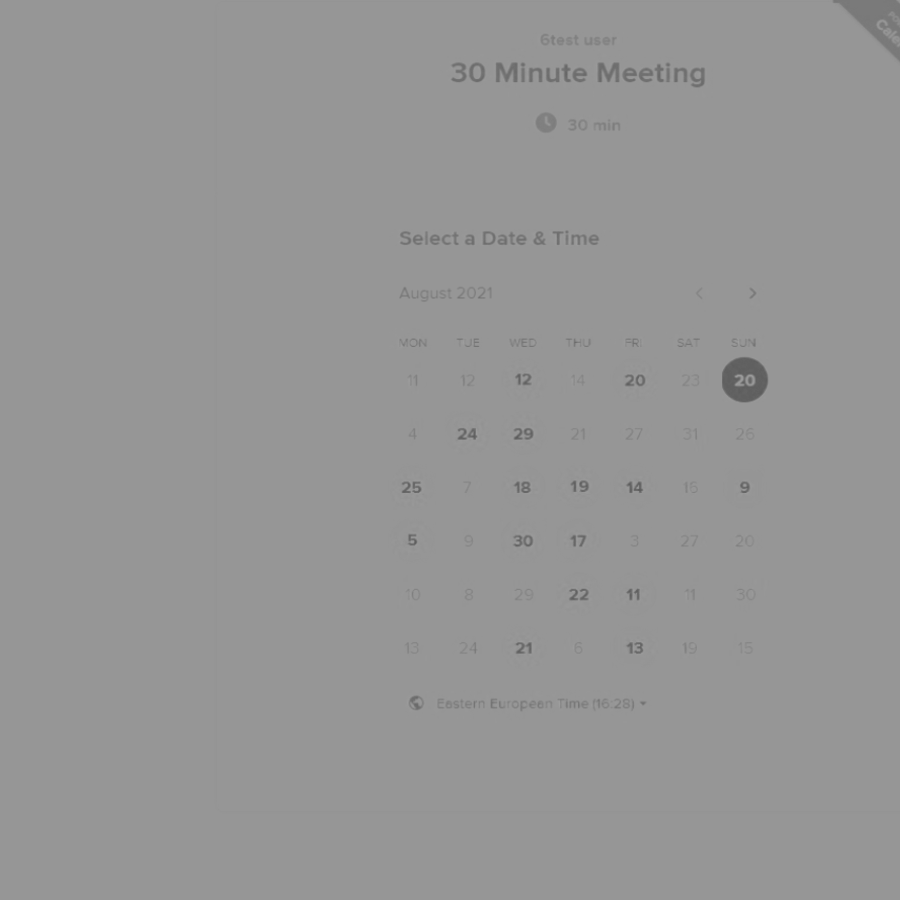 6test user
30 Minute Meeting
30 min
Select a Date & Time
August 2021
MON TUE WED THU FRI SAT SUN
11 12 12 14 20 23 20
4 24 29 21 27 31 26
25 7 18 19 14 15 9
5 9 30 17 3 27 20
10 8 29 22 11 11 30
13 24 21 6 13 19 15
Eastern European Time (16:28)